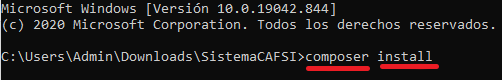 Microsoft Windows [Versión 10.0.19042.844]
(c) 2020 Microsoft Corporation. Todos los derechos reservados.
C:\Users\Admin\Downloads\SistemaCAFSI>composer install